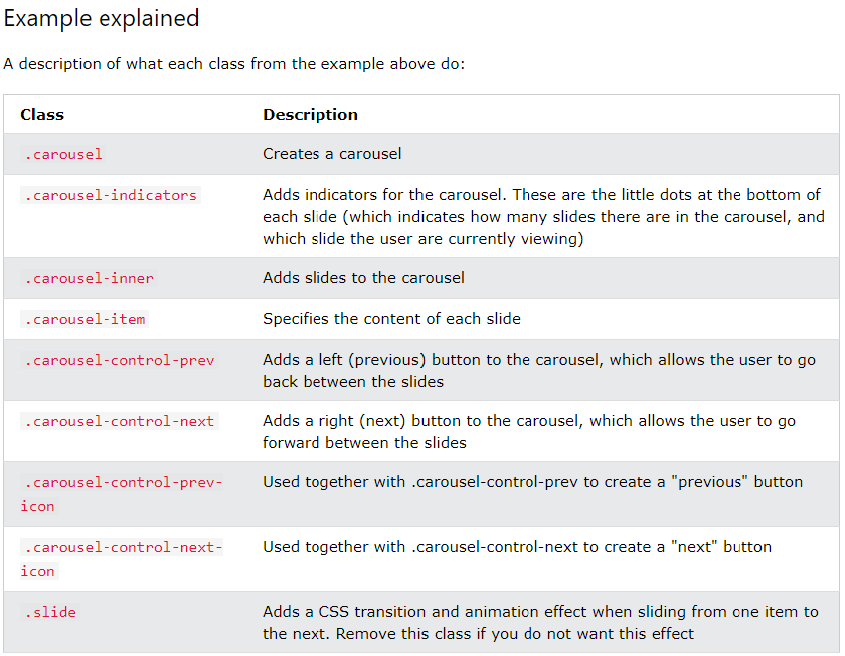 Example explained
A description of what each class from the example above do:
Class Description
.carousel Creates a carousel
.carousel-indicators Adds indicators for the carousel. These are the little dots at the bottom of
each slide (which indicates how many slides there are in the carousel, and
which slide the user are currently viewing)
.carousel-inner Adds slides to the carousel
.carousel-item Specifies the content of each slide
.carousel-control-prev Adds a left (previous) button to the carousel, which allows the user to go
back between the slides
.carousel-control-next Adds a right (next) button to the carousel, which allows the user to go
forward between the slides
.carousel-control-prev- Used together with .carousel-control-prev to create a "previous" button
icon
.carousel-control-next- Used together with .carousel-control-next to create a "next" button
icon
.slide Adds a CSS transition and animation effect when sliding from one item to
the next. Remove this class if you do not want this effect